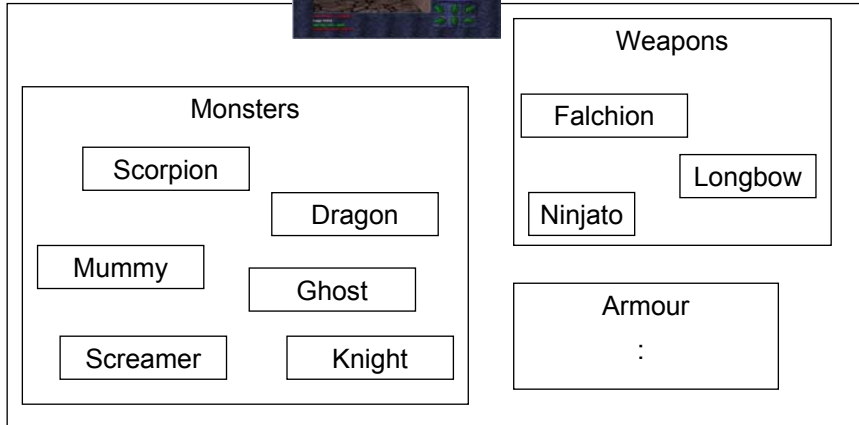 Weapons
Falchion
Longbow
Ninjato
Monsters
Scorpion
Dragon
Mummy
Ghost
Screamer
Knight
Armour
: